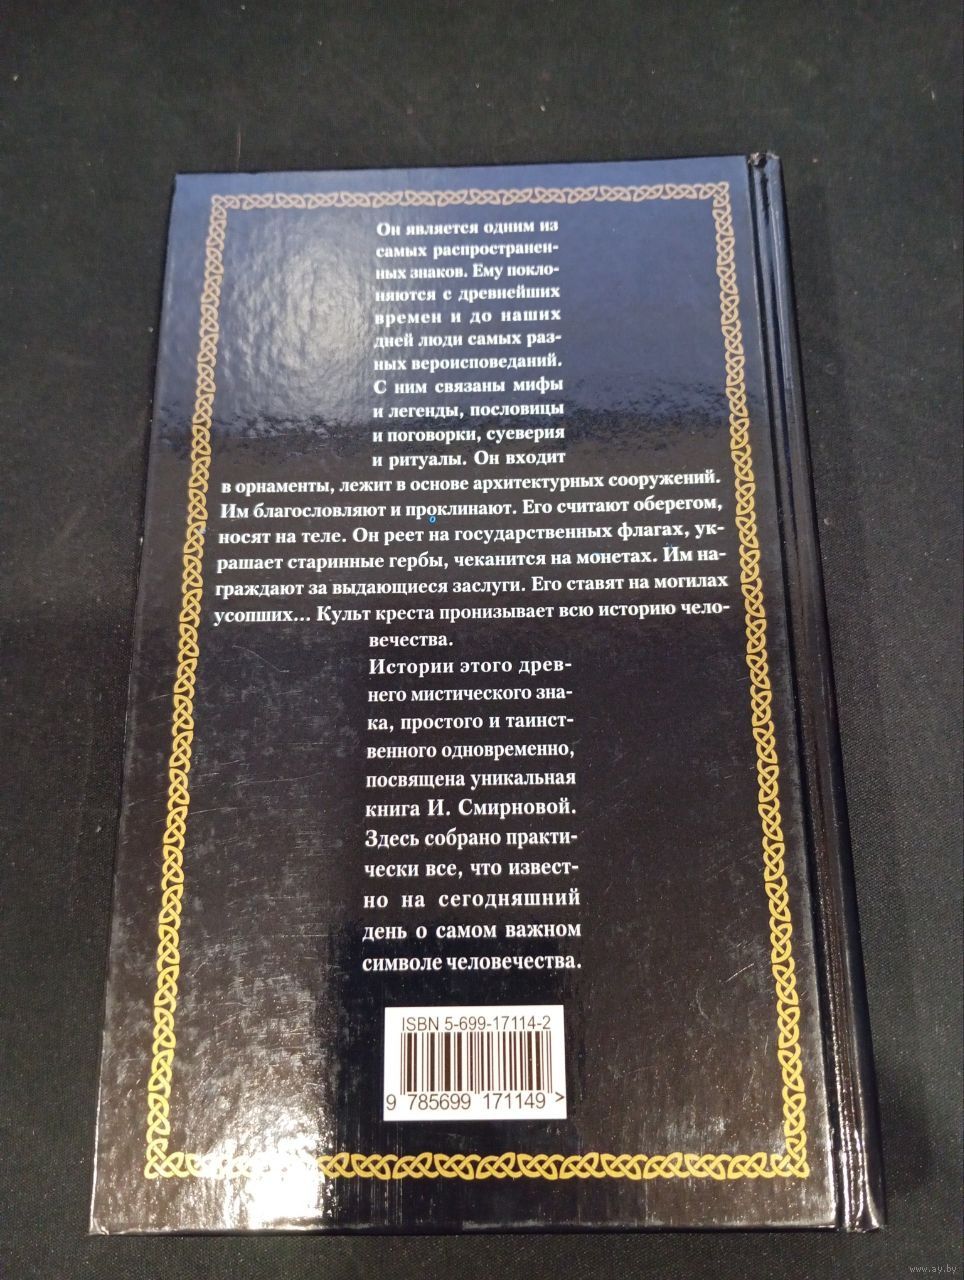 Он является одним из
самых распространен-
ных знаков. Ему покло-
няются с древнейших
времен и до наших
дней люди самых раз-
ных вероисповеданий.
С ним связаны мифы
и легенды, пословицы
и поговорки, суеверия
и ритуалы. Он входит
в орнаменты, лежит в основе архитектурных сооружений.
Им благословляют и проклинают. Его считают оберегом,
носят на теле. Он реет на государственных флагах, ук-
рашает старинные гербы, чеканится на монетах. Им на-
граждают за выдающиеся заслуги. Его ставят на могилах
усопших... Культ креста пронизывает всю историю чело-
вечества.
Истории этого древ-
него мистического зна-
ка, простого и таинст-
венного одновременно,
посвящена уникальная
книга И. Смирновой.
Здесь собрано практи-
чески все, что извест-
но на сегодняшний
день о самом важном
символе человечества.
ISBN 5-699-17114-2
9 785699 171149 >
www.ay.by